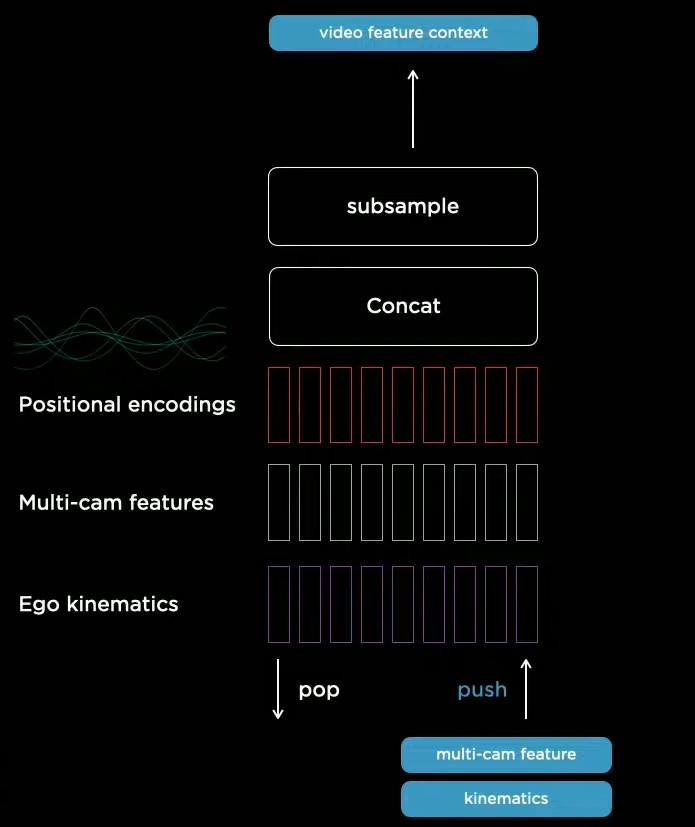 video feature context
subsample
Concat
Positional encodings
Multi-cam features
Ego kinematics
pop
push
multi-cam feature
kinematics